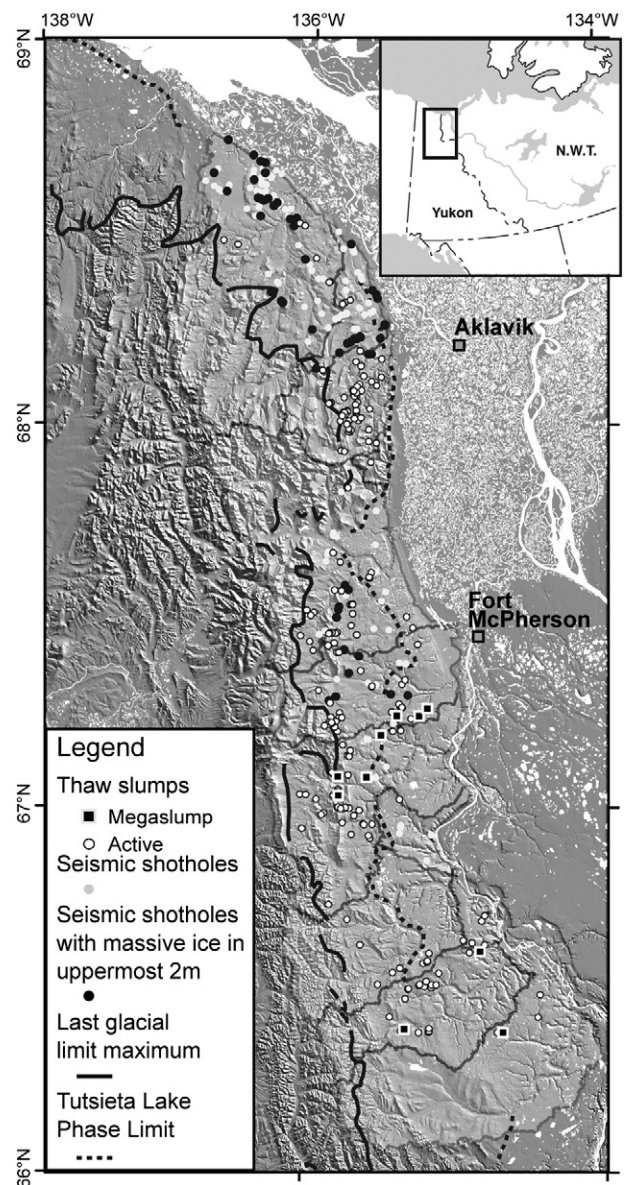 138°W
136°W
134°W
69°N
N.W.T.
Yukon
Aklavik
68°N
Fort
McPherson
67°N
Legend
Thaw slumps
Megaslump
Active
Seismic shotholes
Seismic shotholes
with massive ice in
uppermost 2m
Last glacial
limit maximum
Tutsieta Lake
Phase Limit
66°N